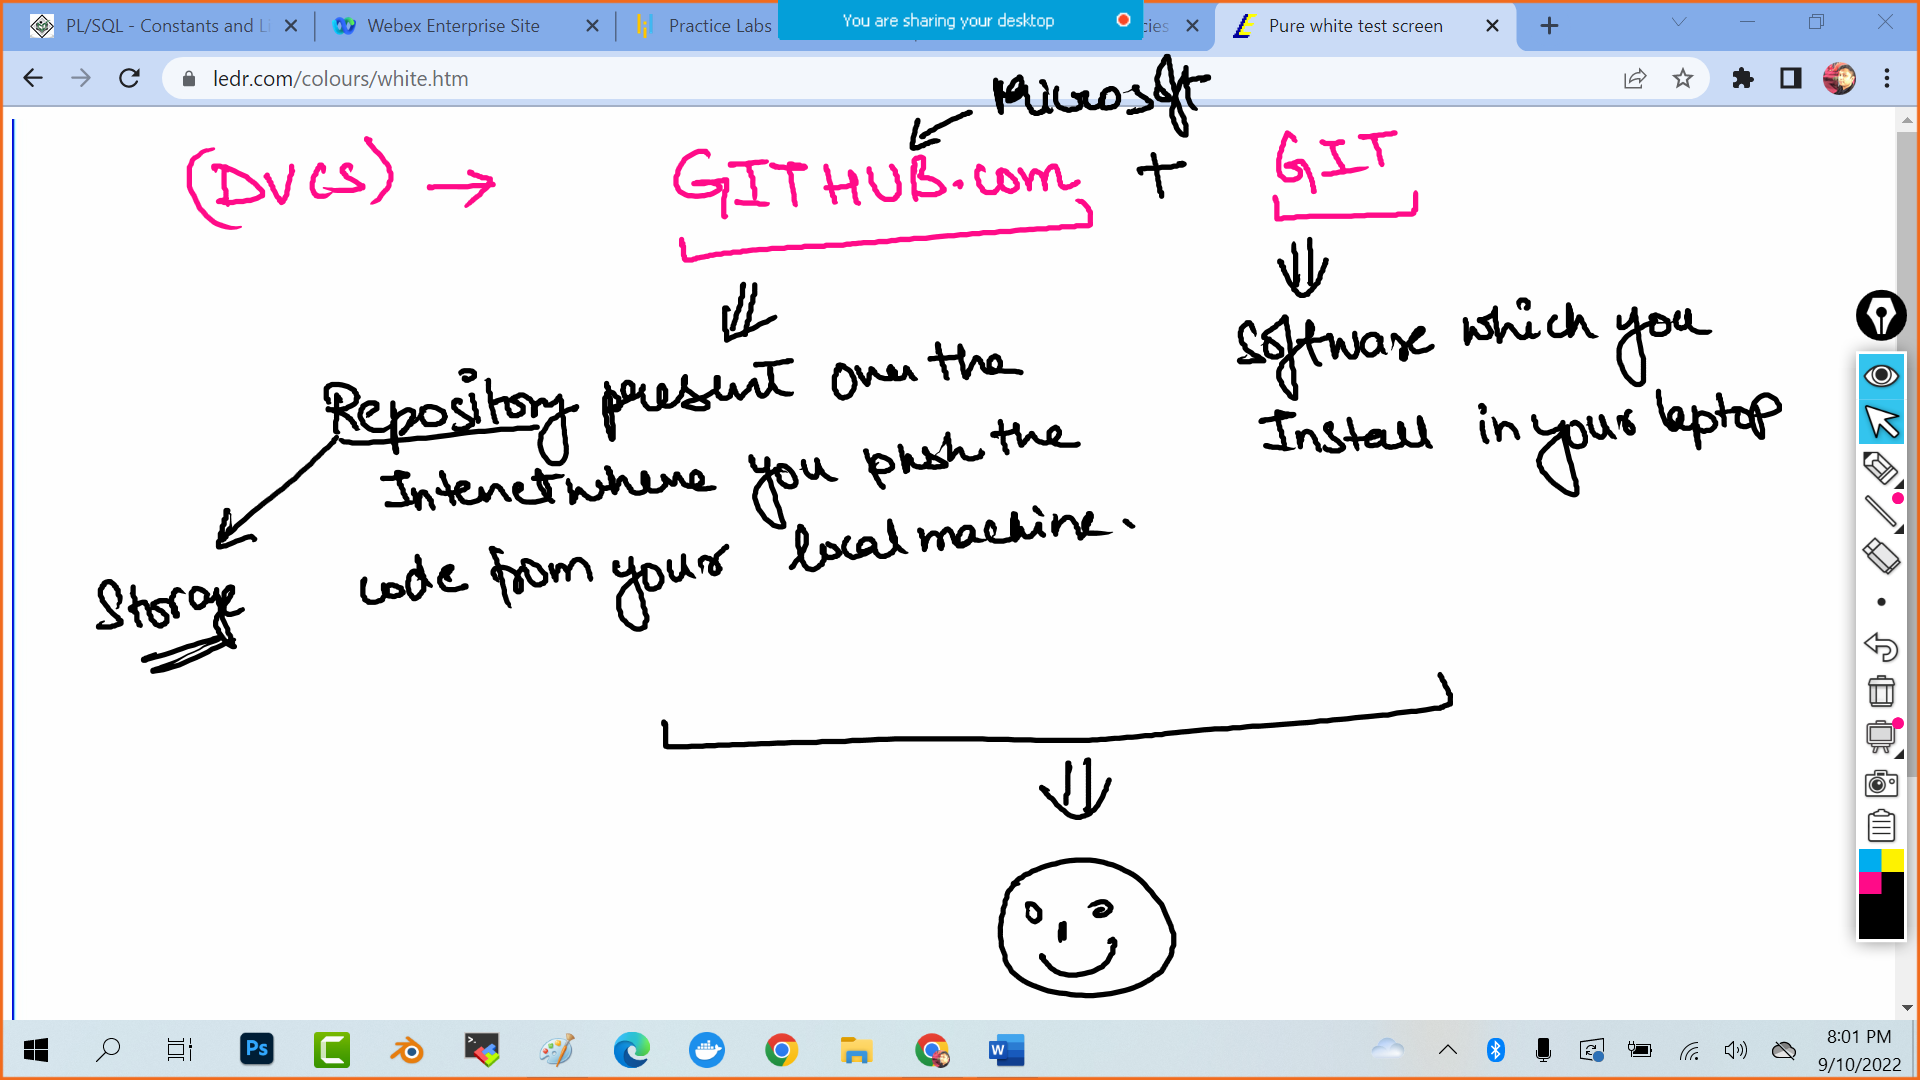 PL/SQL - Constants and Li
Webex Enterprise Site
Practice Labs
You are sharing your desktop
cies
Pure white test screen
ledr.com/colours/white.htm
Microsoft
(DVCS) → GITHUB.com + GIT
Software which you
Install in your laptop
Repository present over the
Internet where you push the
code from your local machine.
Storage
Ps
C
W
8:01 PM
9/10/2022